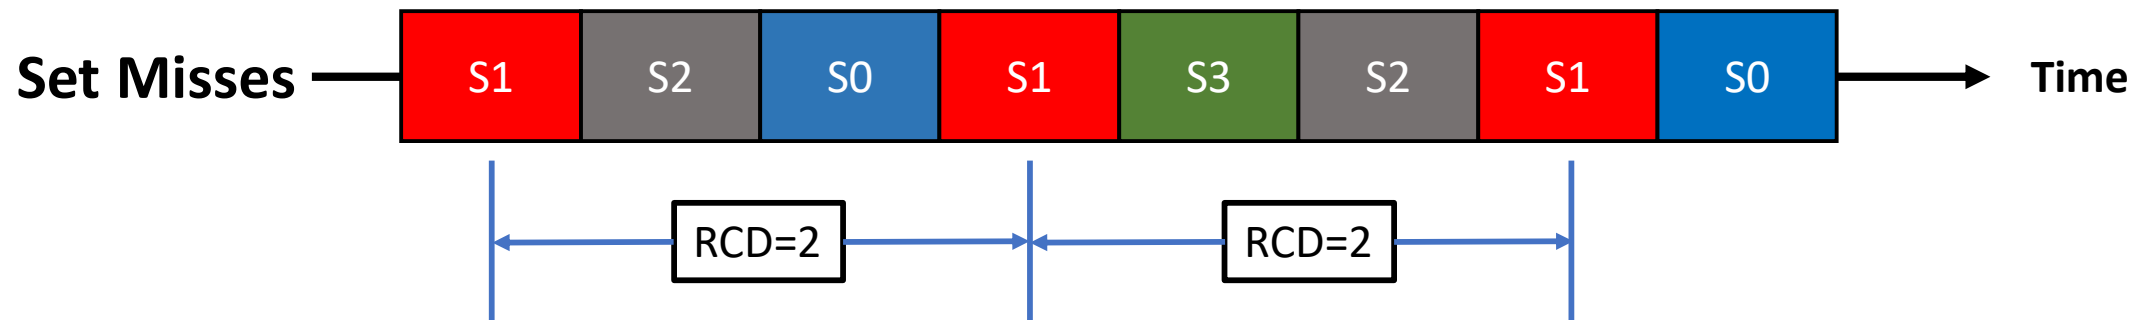 Set Misses S1 S2 S0 S1 S3 S2 S1 S0 Time
RCD=2 RCD=2